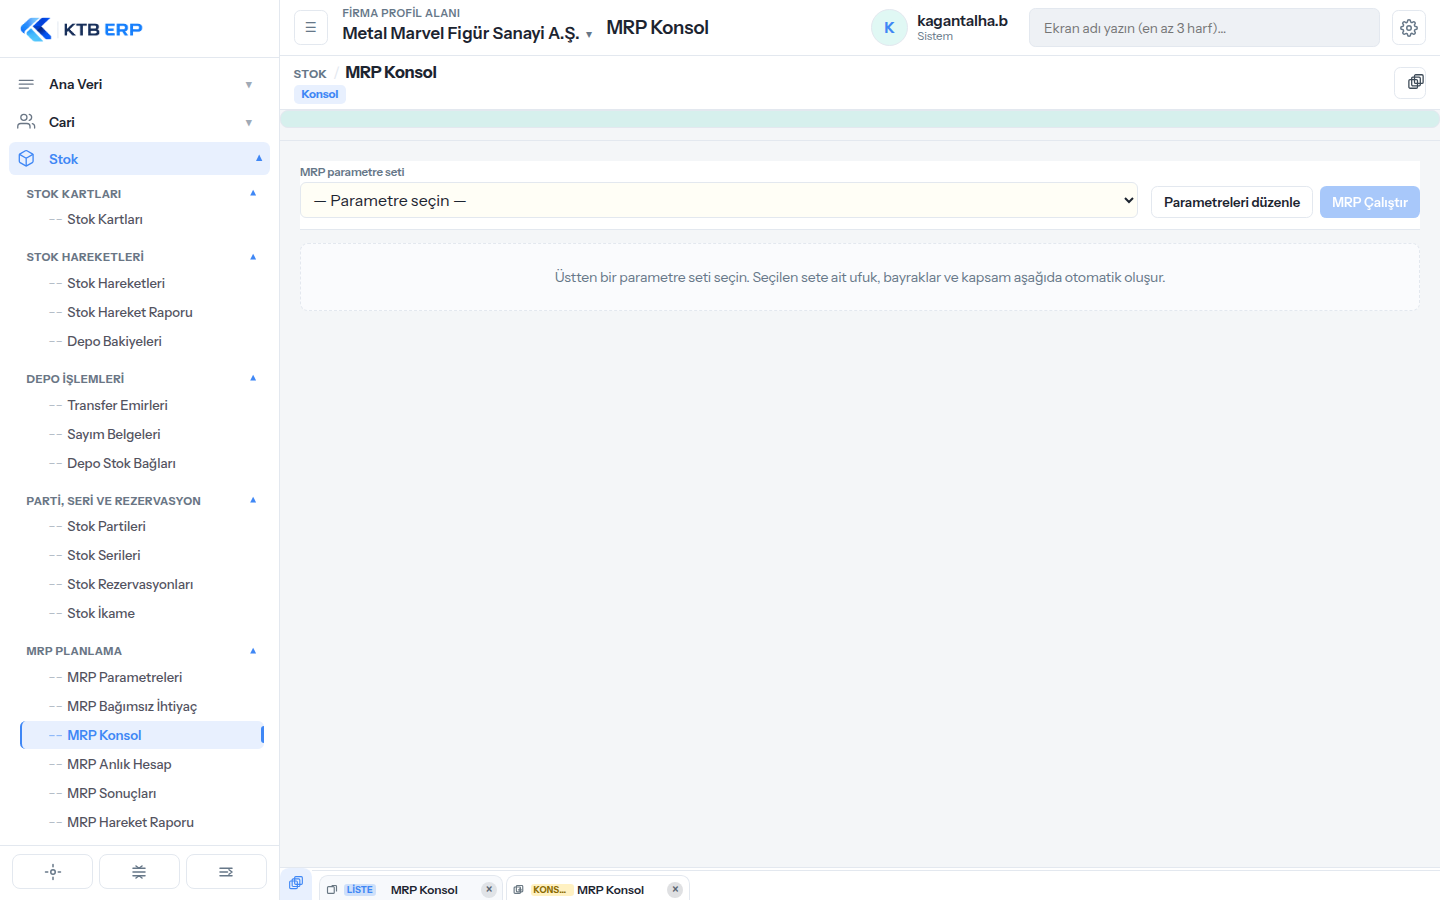 KTB ERP
Ana Veri
Cari
Stok
STOK KARTLARI
-- Stok Kartları
STOK HAREKETLERİ
-- Stok Hareketleri
-- Stok Hareket Raporu
-- Depo Bakiyeleri
DEPO İŞLEMLERİ
-- Transfer Emirleri
-- Sayım Belgeleri
-- Depo Stok Bağları
PARTİ, SERİ VE REZERVASYON
-- Stok Partileri
-- Stok Serileri
-- Stok Rezervasyonları
-- Stok İkame
MRP PLANLAMA
-- MRP Parametreleri
-- MRP Bağımsız İhtiyaç
-- MRP Konsol
-- MRP Anlık Hesap
-- MRP Sonuçları
-- MRP Hareket Raporu
FİRMA PROFİL ALANI
Metal Marvel Figür Sanayi A.Ş. ▾
MRP Konsol
K
kagantalha.b
Sistem
Ekran adı yazın (en az 3 harf)...
STOK / MRP Konsol
Konsol
MRP parametre seti
— Parametre seçin —
Parametreleri düzenle
MRP Çalıştır
Üstten bir parametre seti seçin. Seçilen sete ait ufuk, bayraklar ve kapsam aşağıda otomatik oluşur.
LİSTE MRP Konsol ×
KONS... MRP Konsol ×